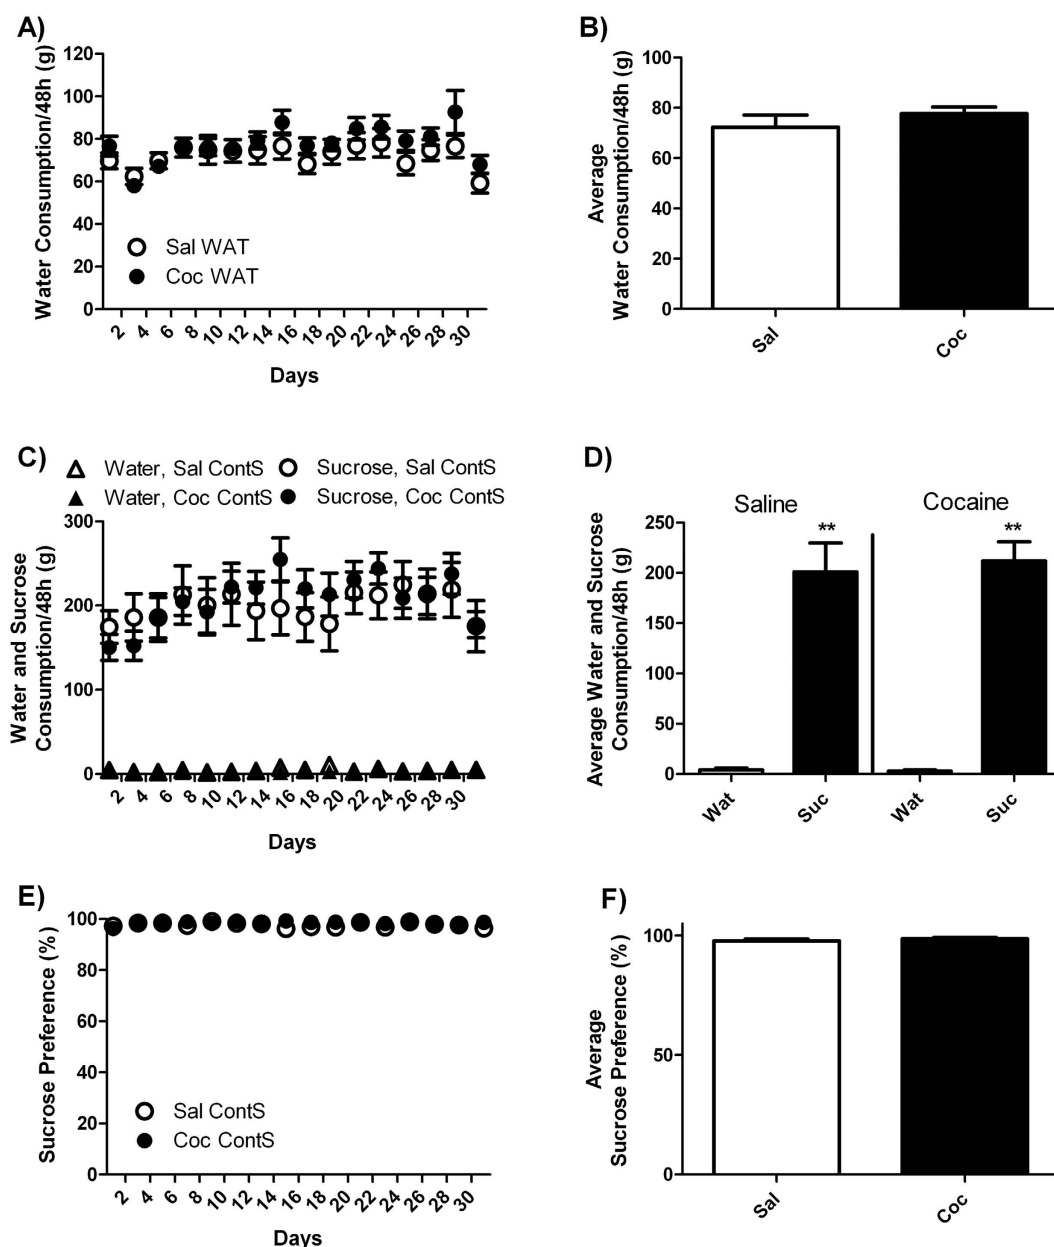 A)
Water Consumption/48h (g)
120
100
80
60
40
20
0
Sal WAT
Coc WAT
2 4 6 8 10 12 14 16 18 20 22 24 26 28 30
Days
B)
Average
Water Consumption/48h (g)
100
80
60
40
20
0
Sal Coc
C)
Water, Sal ContS
Sucrose, Sal ContS
Water, Coc ContS
Sucrose, Coc ContS
Water and Sucrose
Consumption/48h (g)
300
200
100
0
2 4 6 8 10 12 14 16 18 20 22 24 26 28 30
Days
D)
Average Water and Sucrose
Consumption/48h (g)
Saline
Cocaine
250
200
150
100
50
0
** **
Wat Suc Wat Suc
E)
Sucrose Preference (%)
100
80
60
40
20
0
Sal ContS
Coc ContS
2 4 6 8 10 12 14 16 18 20 22 24 26 28 30
Days
F)
Average
Sucrose Preference (%)
100
50
0
Sal Coc